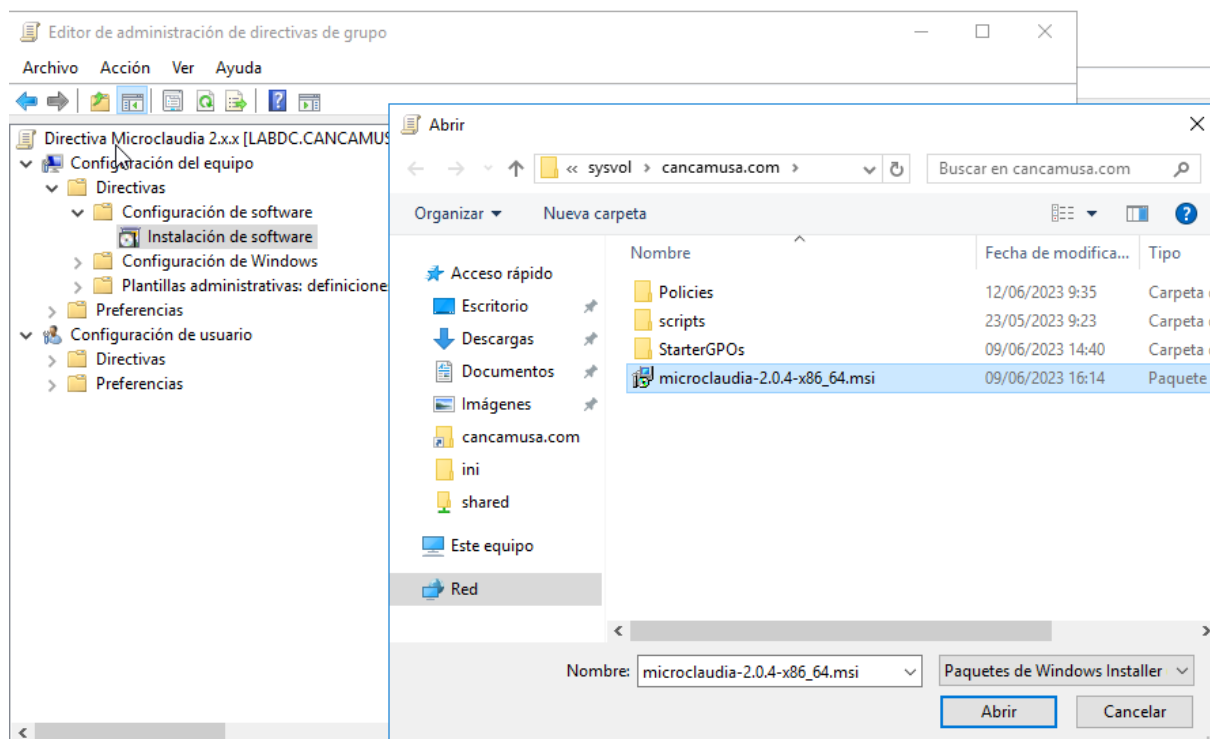 Editor de administración de directivas de grupo
Archivo Acción Ver Ayuda
Directiva Microclaudia 2.x.x [LABDC.CANCAMUS
Configuración del equipo
Directivas
Configuración de software
Instalación de software
Configuración de Windows
Plantillas administrativas: definicione
Preferencias
Configuración de usuario
Directivas
Preferencias
Abrir
« sysvol › cancamusa.com ›
Buscar en cancamusa.com
Organizar Nueva carpeta
Acceso rápido
Escritorio
Descargas
Documentos
Imágenes
cancamusa.com
ini
shared
Este equipo
Red
Nombre Fecha de modifica... Tipo
Policies 12/06/2023 9:35 Carpeta
scripts 23/05/2023 9:23 Carpeta
StarterGPOs 09/06/2023 14:40 Carpeta
microclaudia-2.0.4-x86_64.msi 09/06/2023 16:14 Paquete
Nombre: microclaudia-2.0.4-x86_64.msi Paquetes de Windows Installer
Abrir Cancelar